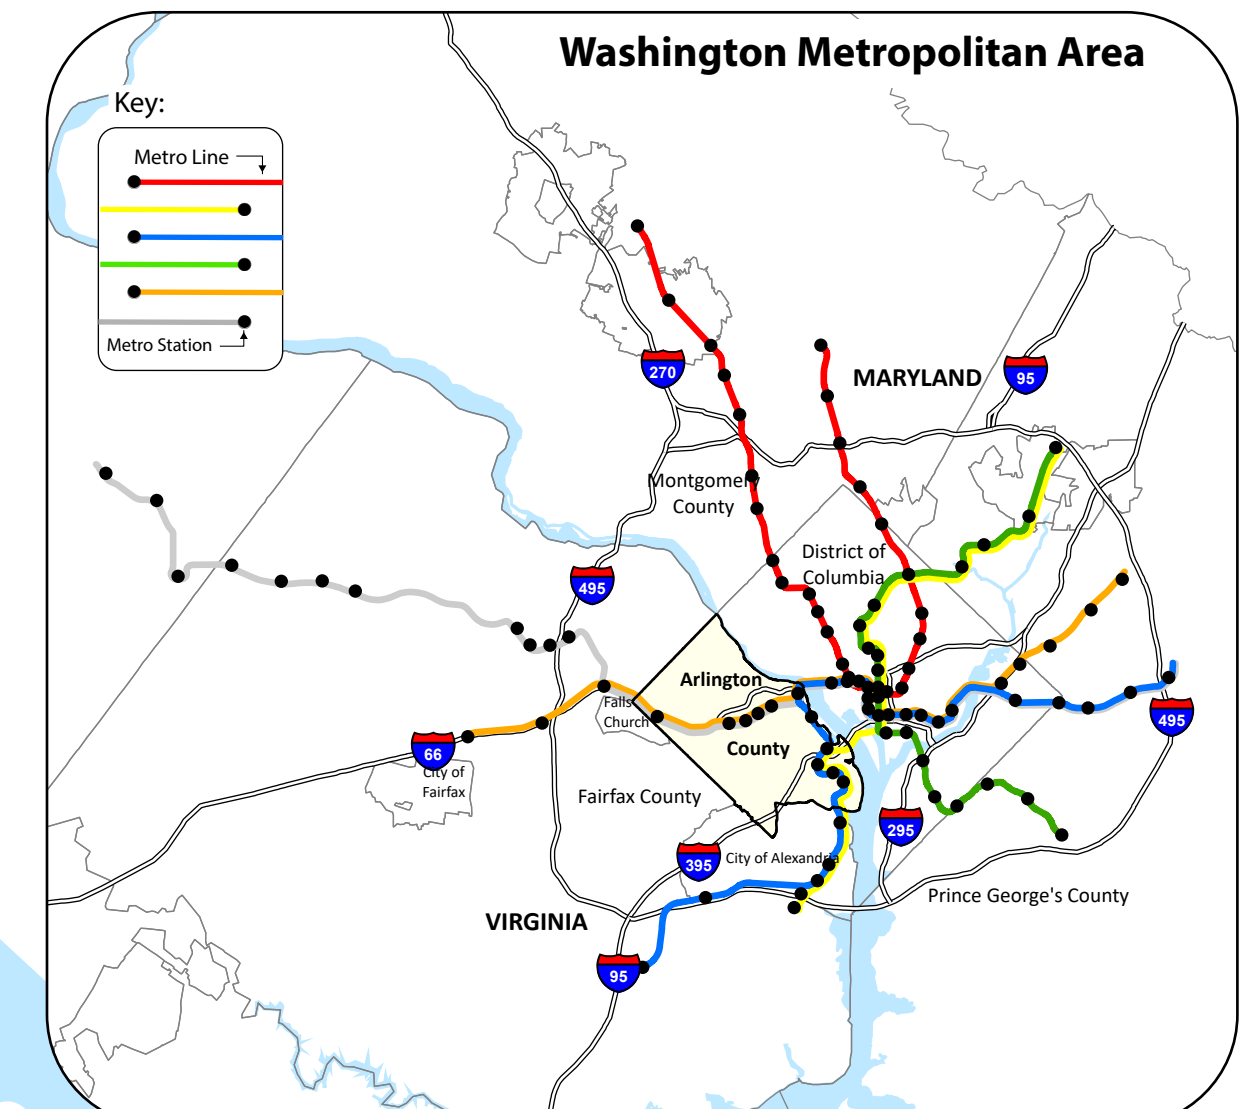 Washington Metropolitan Area
Key:
Metro Line
Metro Station
270
MARYLAND
95
Montgomery
County
District of
Columbia
495
Arlington
Falls
Church
495
County
66
City of
Fairfax
Fairfax County
295
395
City of Alexandria
Prince George's County
VIRGINIA
95